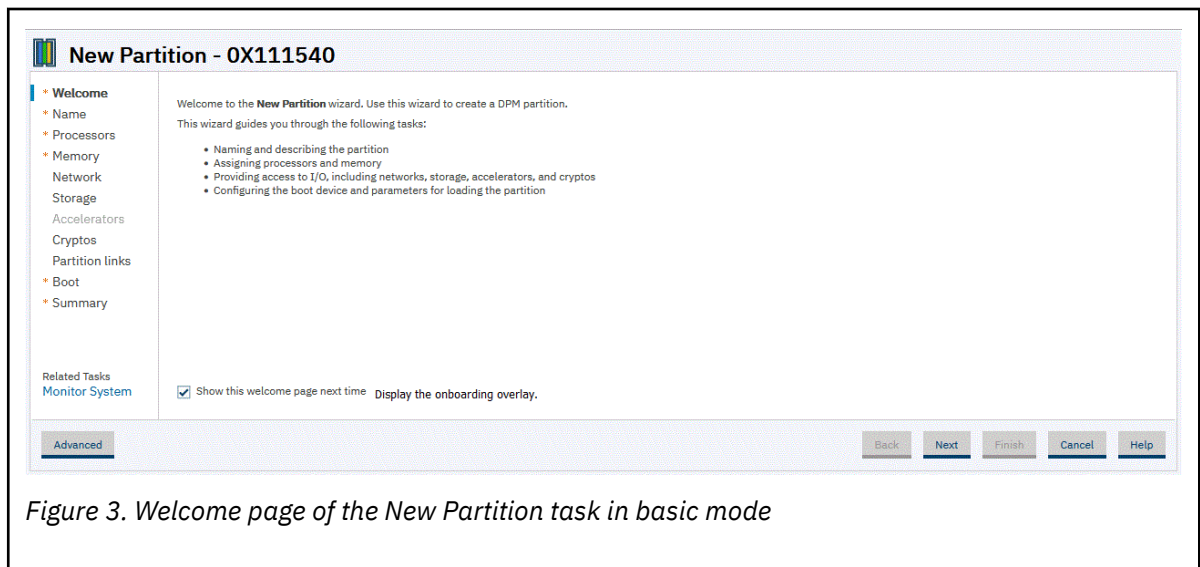 New Partition - 0X111540
* Welcome
* Name
* Processors
* Memory
Network
Storage
Accelerators
Cryptos
Partition links
* Boot
* Summary
Related Tasks
Monitor System
Welcome to the New Partition wizard. Use this wizard to create a DPM partition.
This wizard guides you through the following tasks:
• Naming and describing the partition
• Assigning processors and memory
• Providing access to I/O, including networks, storage, accelerators, and cryptos
• Configuring the boot device and parameters for loading the partition
Show this welcome page next time Display the onboarding overlay.
Advanced Back Next Finish Cancel Help
Figure 3. Welcome page of the New Partition task in basic mode